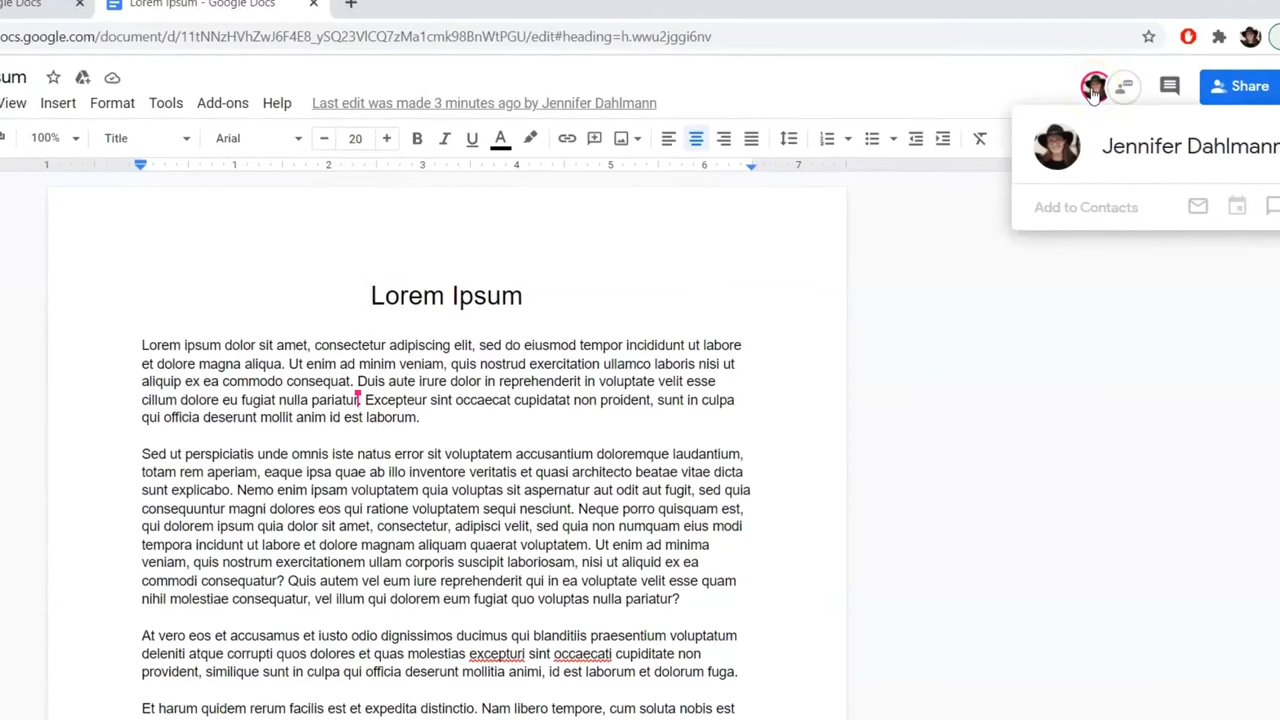 gle Docs
Lorem Ipsum - Google Docs
ocs.google.com/document/d/11tNNzHVhZwJ6F4E8_ySQ23VlCQ7zMa1cmk98BnWtPGU/edit#heading=h.wwu2jggi6nv
sum
View Insert Format Tools Add-ons Help Last edit was made 3 minutes ago by Jennifer Dahlmann
Share
100% Title Arial 20
1 1 2 3 4 5 6 7
Jennifer Dahlmann
Add to Contacts
Lorem Ipsum
Lorem ipsum dolor sit amet, consectetur adipiscing elit, sed do eiusmod tempor incididunt ut labore
et dolore magna aliqua. Ut enim ad minim veniam, quis nostrud exercitation ullamco laboris nisi ut
aliquip ex ea commodo consequat. Duis aute irure dolor in reprehenderit in voluptate velit esse
cillum dolore eu fugiat nulla pariatur. Excepteur sint occaecat cupidatat non proident, sunt in culpa
qui officia deserunt mollit anim id est laborum.
Sed ut perspiciatis unde omnis iste natus error sit voluptatem accusantium doloremque laudantium,
totam rem aperiam, eaque ipsa quae ab illo inventore veritatis et quasi architecto beatae vitae dicta
sunt explicabo. Nemo enim ipsam voluptatem quia voluptas sit aspernatur aut odit aut fugit, sed quia
consequuntur magni dolores eos qui ratione voluptatem sequi nesciunt. Neque porro quisquam est,
qui dolorem ipsum quia dolor sit amet, consectetur, adipisci velit, sed quia non numquam eius modi
tempora incidunt ut labore et dolore magnam aliquam quaerat voluptatem. Ut enim ad minima
veniam, quis nostrum exercitationem ullam corporis suscipit laboriosam, nisi ut aliquid ex ea
commodi consequatur? Quis autem vel eum iure reprehenderit qui in ea voluptate velit esse quam
nihil molestiae consequatur, vel illum qui dolorem eum fugiat quo voluptas nulla pariatur?
At vero eos et accusamus et iusto odio dignissimos ducimus qui blanditiis praesentium voluptatum
deleniti atque corrupti quos dolores et quas molestias excepturi sint occaecati cupiditate non
provident, similique sunt in culpa qui officia deserunt mollitia animi, id est laborum et dolorum fuga.
Et harum quidem rerum facilis est et expedita distinctio. Nam libero tempore, cum soluta nobis est